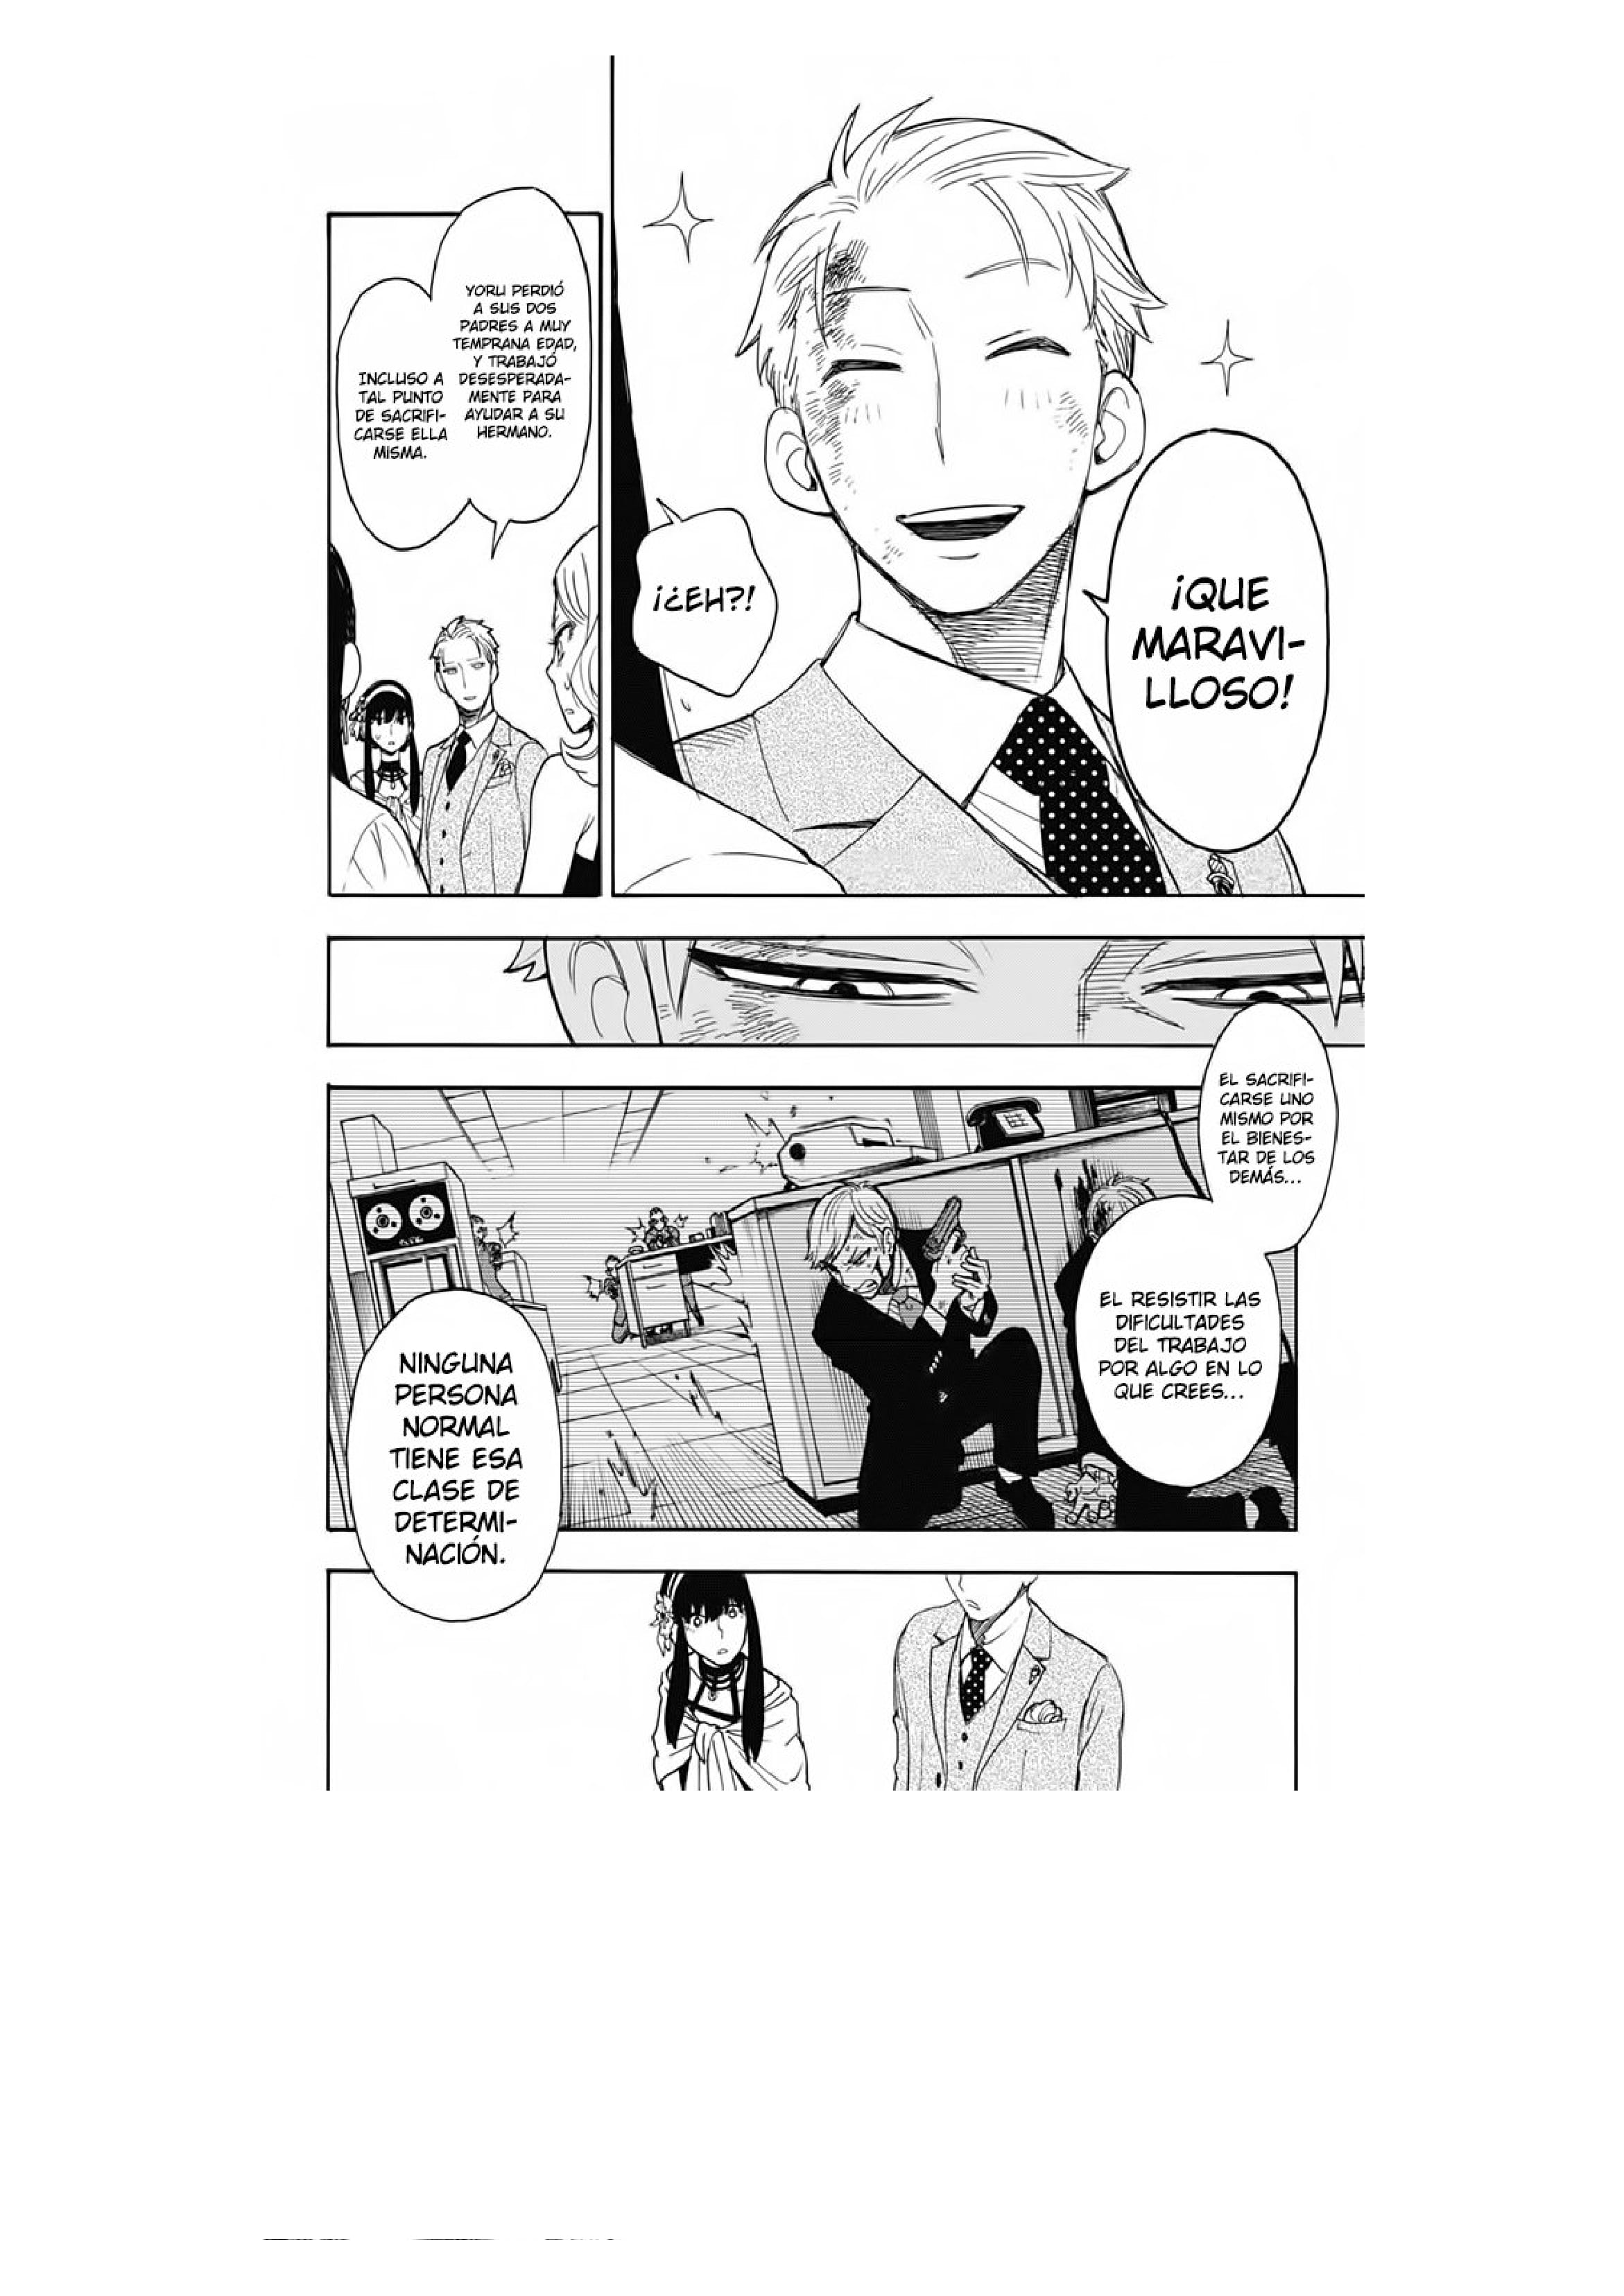 ¡QUE
MARAVI-
LLOSO!
¡¿EH?!
YORU PERDIÓ
A SUS DOS
PADRES A MUY
TEMPRANA EDAD,
Y TRABAJÓ
DESESPERADA-
MENTE PARA
AYUDAR A SU
HERMANO.
INCLUSO A
TAL PUNTO
DE SACRIFI-
CARSE ELLA
MISMA.
EL SACRIFI-
CARSE UNO
MISMO POR
EL BIENES-
TAR DE LOS
DEMÁS...
EL RESISTIR LAS
DIFICULTADES
DEL TRABAJO
POR ALGO EN LO
QUE CREES...
NINGUNA
PERSONA
NORMAL
TIENE ESA
CLASE DE
DETERMI-
NACIÓN.